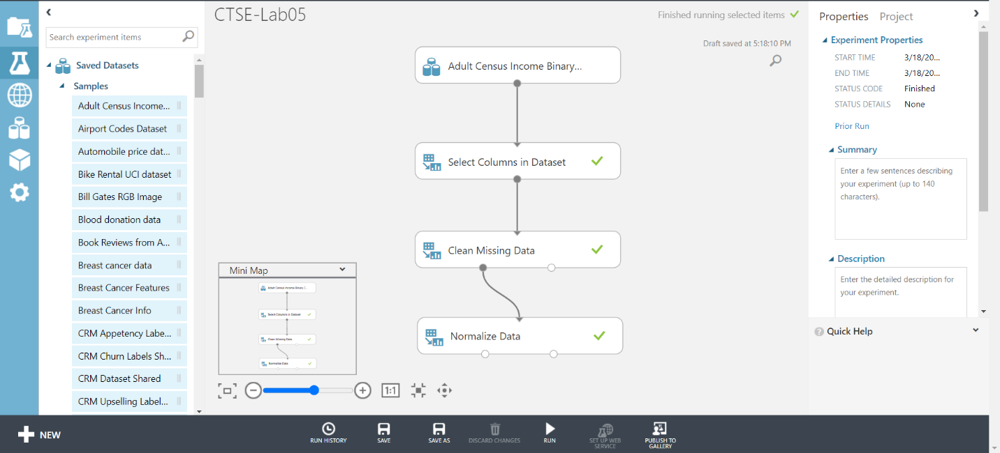 CTSE-Lab05
Finished running selected items
Draft saved at 5:18:10 PM
Search experiment items
Saved Datasets
Samples
Adult Census Income...
Airport Codes Dataset
Automobile price dat...
Bike Rental UCI dataset
Bill Gates RGB Image
Blood donation data
Book Reviews from A...
Breast cancer data
Breast Cancer Features
Breast Cancer Info
CRM Appetency Labe...
CRM Churn Labels Sh...
CRM Dataset Shared
CRM Upselling Label...
Adult Census Income Binary...
Select Columns in Dataset
Clean Missing Data
Normalize Data
Mini Map
Adult Census Income Binary C...
Select Columns in Dataset
Clean Missing Data
Normalize Data
1:1
Properties Project
Experiment Properties
START TIME 3/18/20...
END TIME 3/18/20...
STATUS CODE Finished
STATUS DETAILS None
Prior Run
Summary
Enter a few sentences describing
your experiment (up to 140
characters).
Description
Enter the detailed description for
your experiment.
? Quick Help
NEW
RUN HISTORY
SAVE
SAVE AS
DISCARD CHANGES
RUN
SET UP WEB
SERVICE
PUBLISH TO
GALLERY